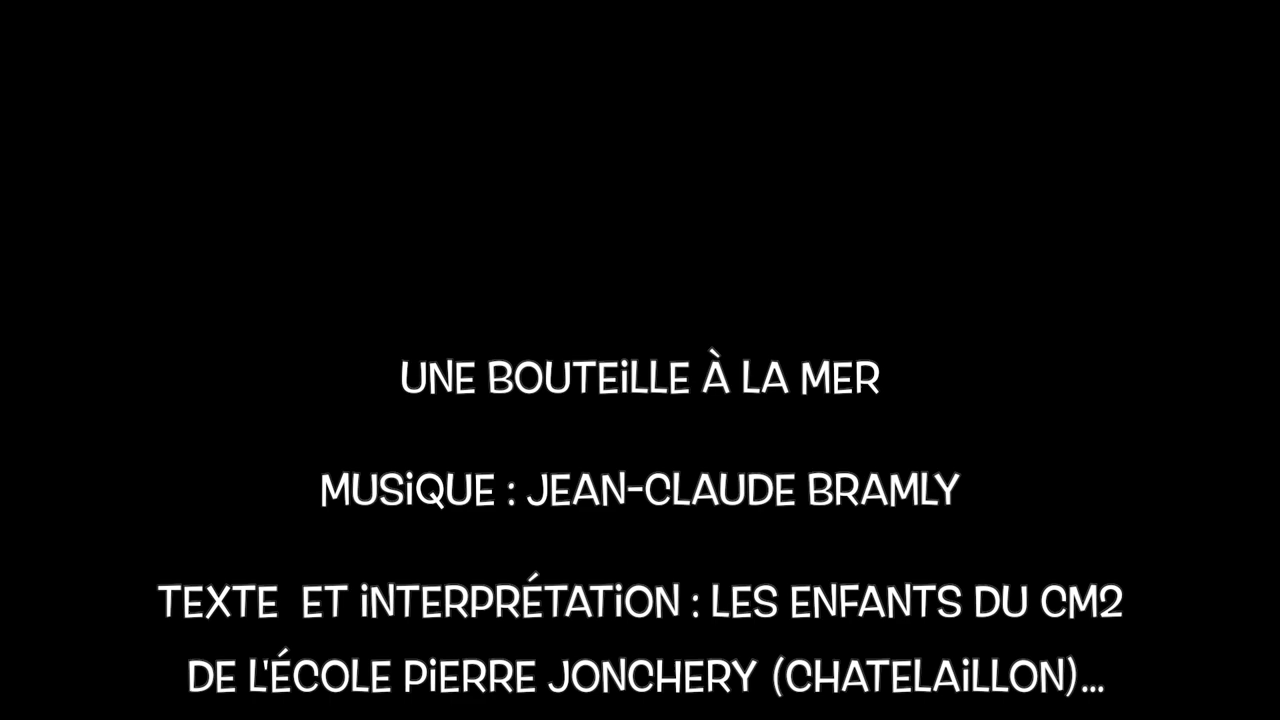 UNE BOUTEiLLE À LA MER
MUSiQUE : JEAN-CLAUDE BRAMLY
TEXTE ET iNTERPRÉTATiON : LES ENFANTS DU CM2
DE L'ÉCOLE PiERRE JONCHERY (CHATELAiLLON)...